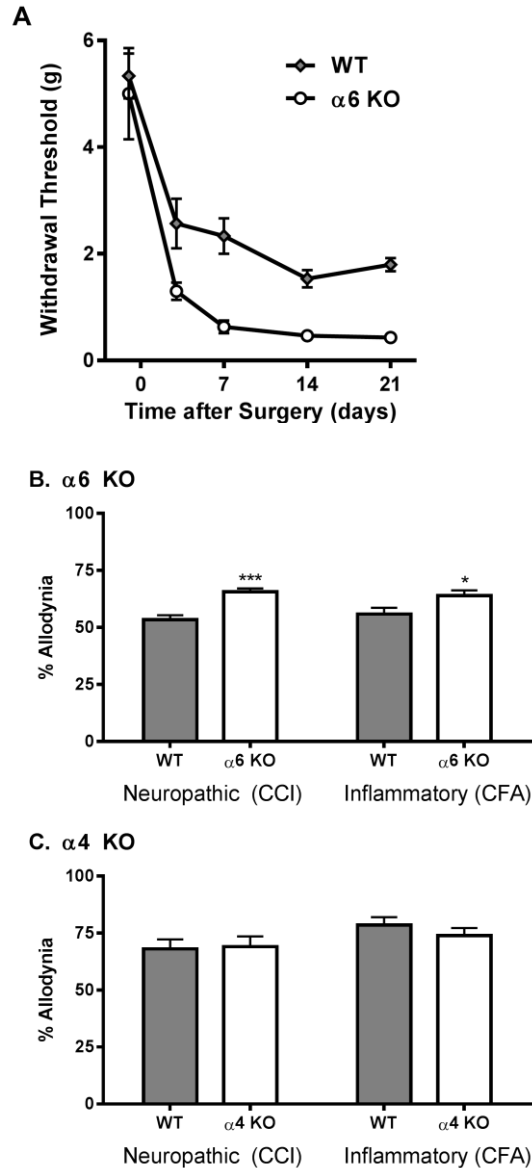 A
6
4
2
0
Withdrawal Threshold (g)
WT
α6 KO
0 7 14 21
Time after Surgery (days)
B. α6 KO
100
75
50
25
0
% Allodynia
*** *
WT α6 KO WT α6 KO
Neuropathic (CCI) Inflammatory (CFA)
C. α4 KO
100
75
50
25
0
% Allodynia
WT α4 KO WT α4 KO
Neuropathic (CCI) Inflammatory (CFA)